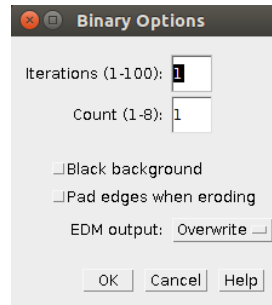 Binary Options
Iterations (1-100): 1
Count (1-8): 1
Black background
Pad edges when eroding
EDM output: Overwrite
OK Cancel Help